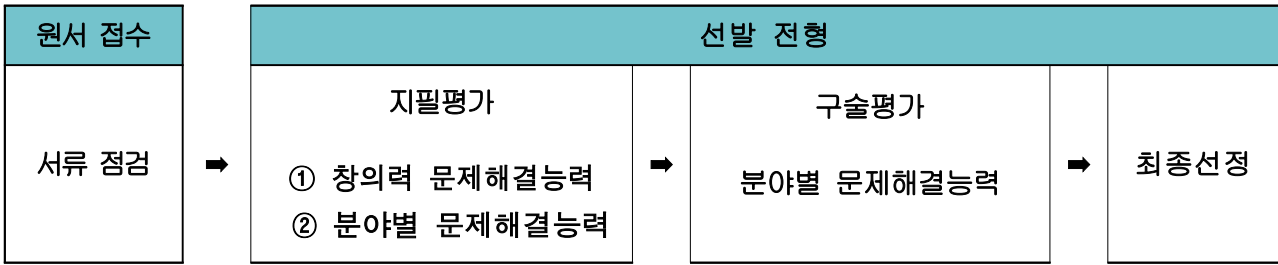 원서 접수
선발 전형
서류 점검
➡
지필평가
① 창의력 문제해결능력
② 분야별 문제해결능력
➡
구술평가
분야별 문제해결능력
➡
최종선정